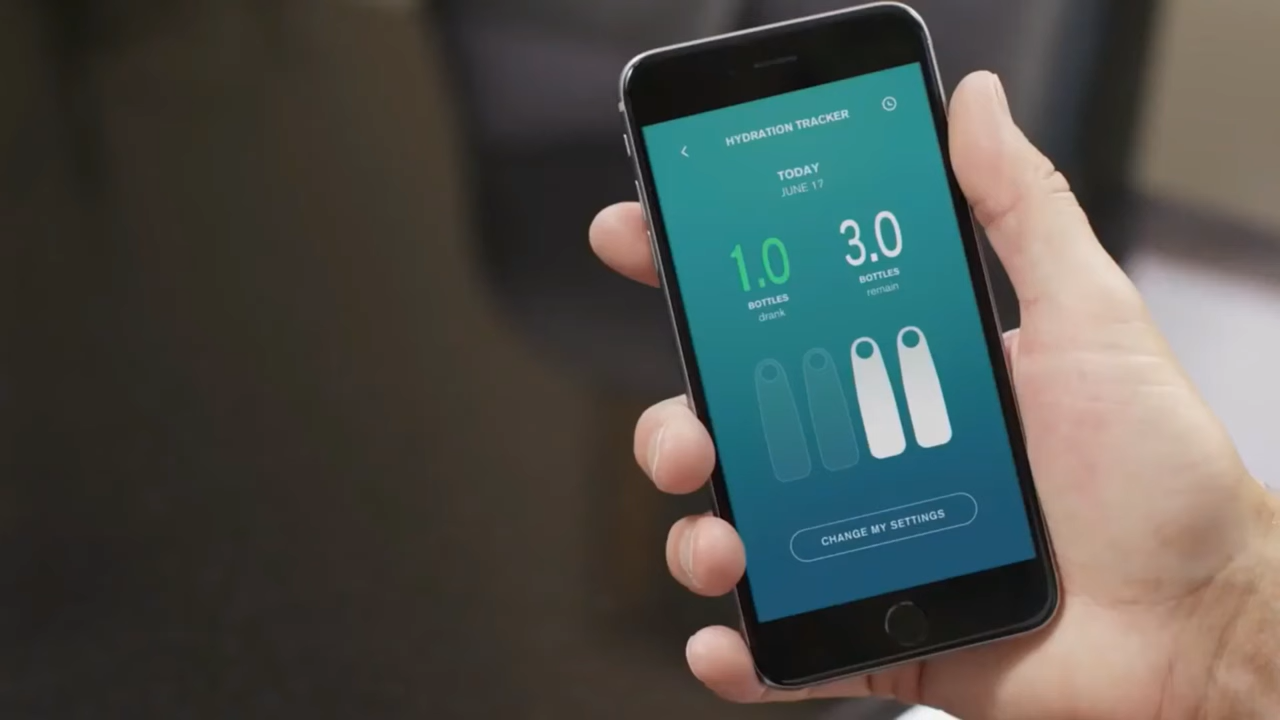 HYDRATION TRACKER
TODAY
JUNE 17
1.0
BOTTLES
drank
3.0
BOTTLES
remain
CHANGE MY SETTINGS